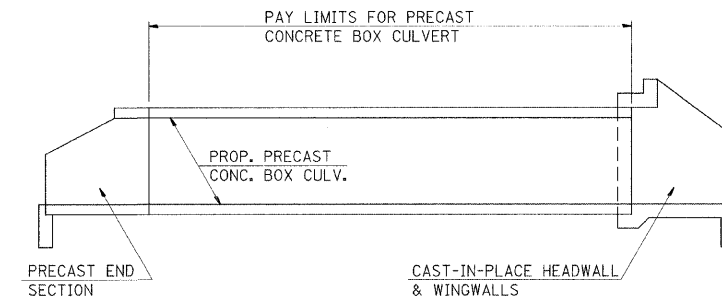 PAY LIMITS FOR PRECAST
CONCRETE BOX CULVERT
PROP. PRECAST
CONC. BOX CULV.
PRECAST END
SECTION
CAST-IN-PLACE HEADWALL
& WINGWALLS